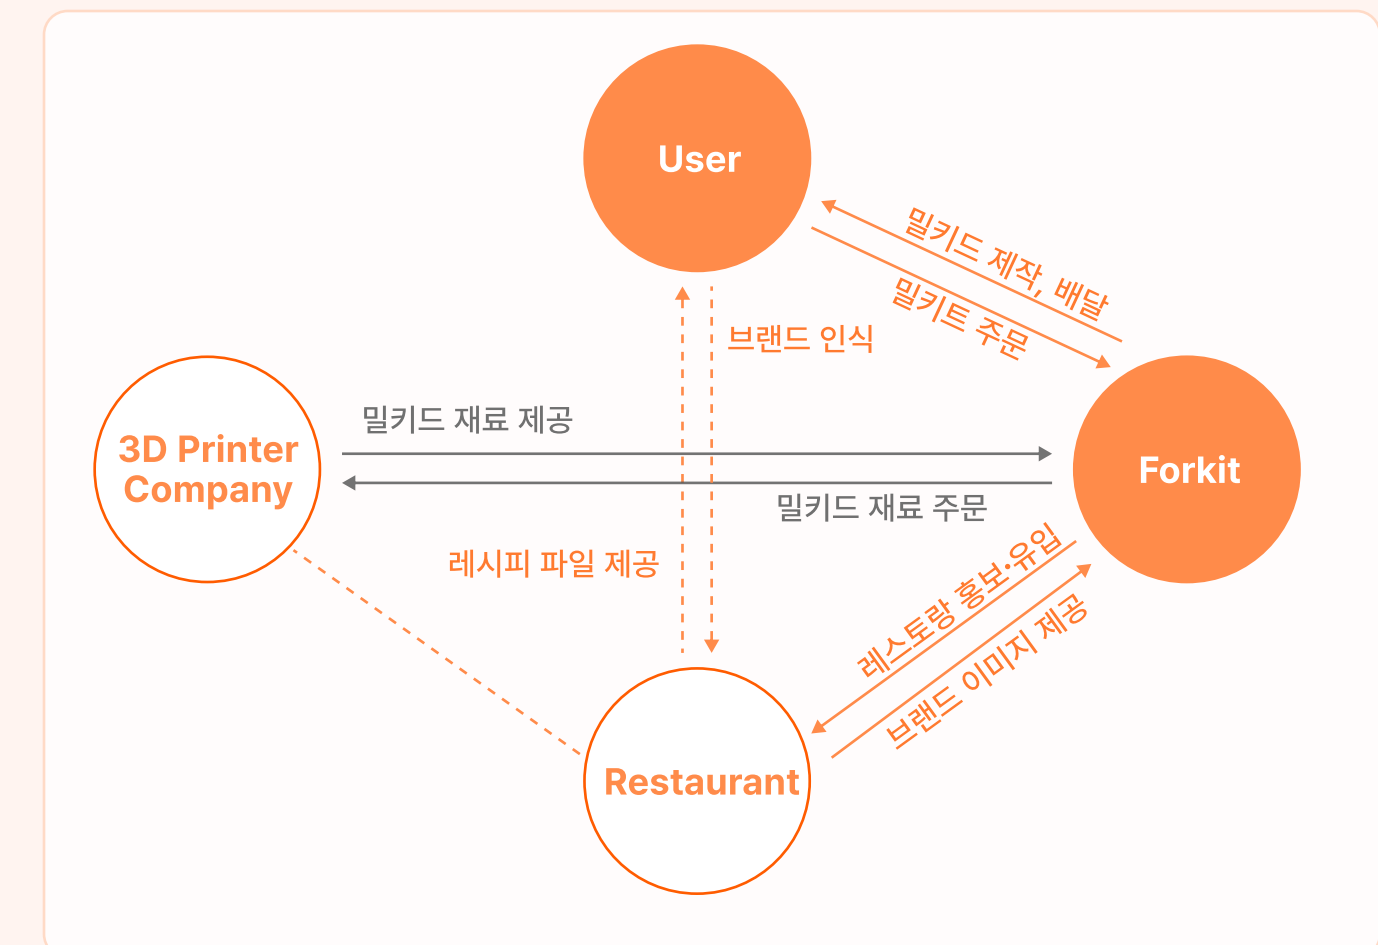 User
밀키드 제작, 배달
밀키트 주문
브랜드 인식
밀키드 재료 제공
3D Printer
Company
Forkit
밀키드 재료 주문
레시피 파일 제공
레스토랑 홍보·유입
브랜드 이미지 제공
Restaurant